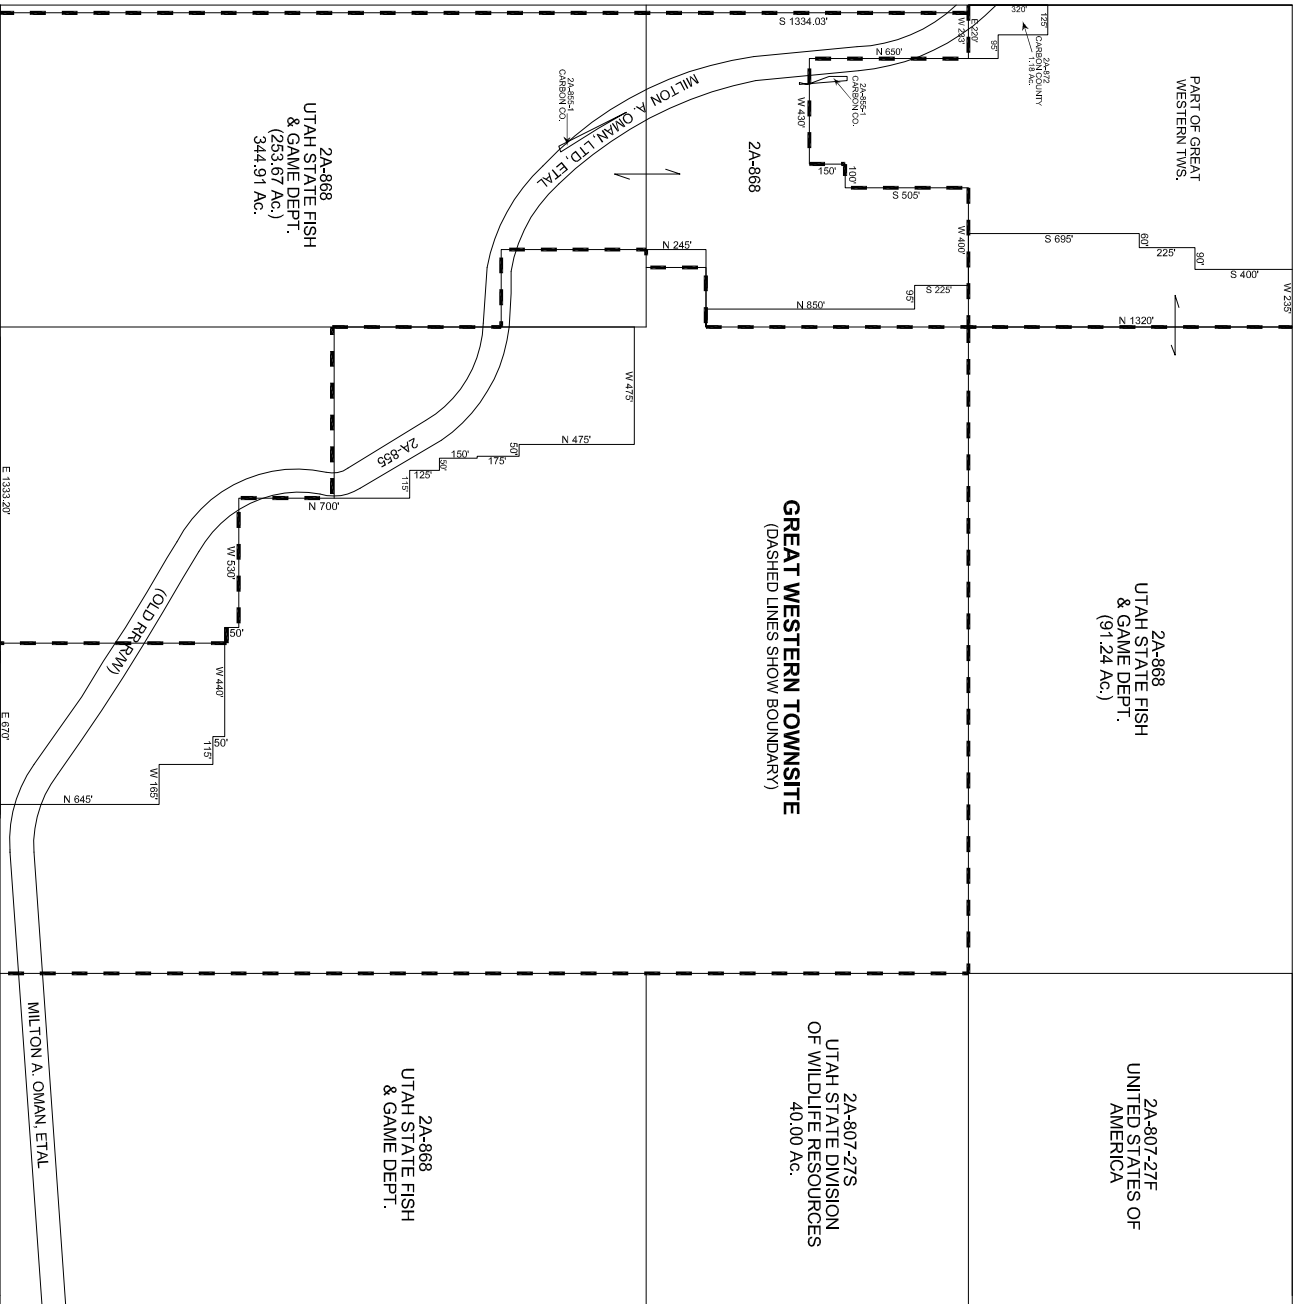 PART OF GREAT
WESTERN TWS.
W 235'
S 400'
90'
225'
60'
S 695'
N 1320'
125'
320'
2A-872
CARBON COUNTY
1.18 Ac.
95'
E 220'
W 223'
2A-868
UTAH STATE FISH
& GAME DEPT.
(91.24 Ac.)
2A-807-27F
UNITED STATES OF
AMERICA
S 1334.03'
N 650'
2A-855-1
CARBON CO.
W 430'
150'
100'
S 505'
W 400'
S 225'
95'
N 850'
N 245'
2A-868
MILTON A. OMAN, LTD, ETAL
2A-855-1
CARBON CO.
GREAT WESTERN TOWNSITE
(DASHED LINES SHOW BOUNDARY)
2A-807-27S
UTAH STATE DIVISION
OF WILDLIFE RESOURCES
40.00 Ac.
2A-868
UTAH STATE FISH
& GAME DEPT.
(253.67 Ac.)
344.91 Ac.
W 475'
N 475'
50'
175'
150'
50'
125'
115'
2A-855
N 700'
W 530'
50'
W 440'
50'
115'
W 165'
N 645'
(OLD RR R/W)
E 1333.20'
E 670'
2A-868
UTAH STATE FISH
& GAME DEPT.
MILTON A. OMAN, ETAL